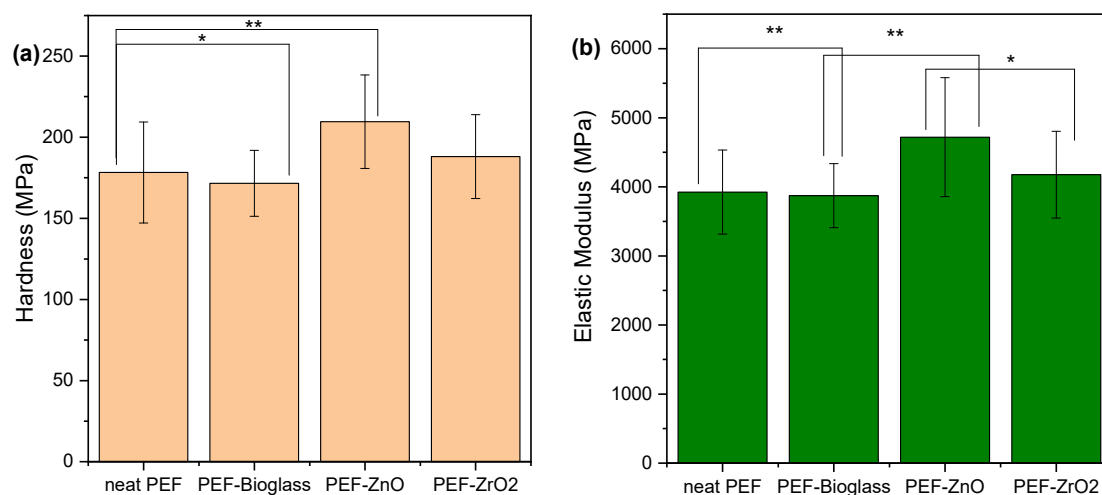 (a)
**
*
Hardness (MPa)
250
200
150
100
50
0
neat PEF
PEF-Bioglass
PEF-ZnO
PEF-ZrO2
(b)
**
**
*
Elastic Modulus (MPa)
6000
5000
4000
3000
2000
1000
0
neat PEF
PEF-Bioglass
PEF-ZnO
PEF-ZrO2